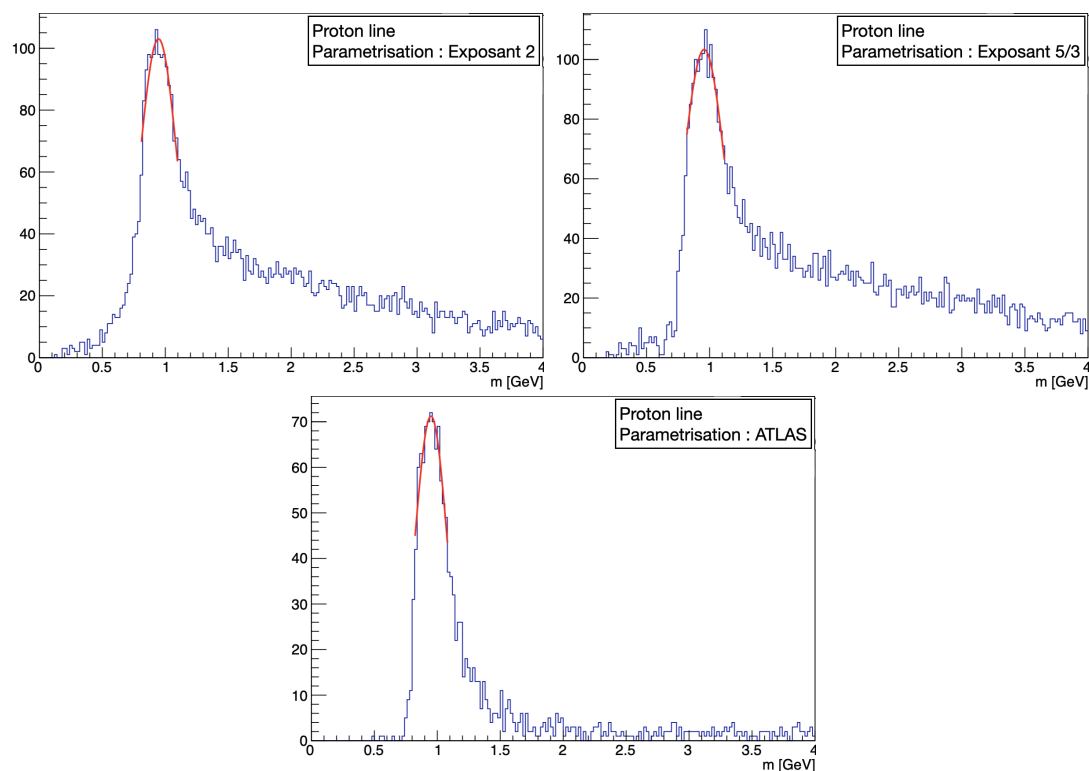 Proton line
Parametrisation : Exposant 2
100
80
60
40
20
0
0 0.5 1 1.5 2 2.5 3 3.5 4
m [GeV]
Proton line
Parametrisation : Exposant 5/3
100
80
60
40
20
0
0 0.5 1 1.5 2 2.5 3 3.5 4
m [GeV]
Proton line
Parametrisation : ATLAS
70
60
50
40
30
20
10
0
0 0.5 1 1.5 2 2.5 3 3.5 4
m [GeV]